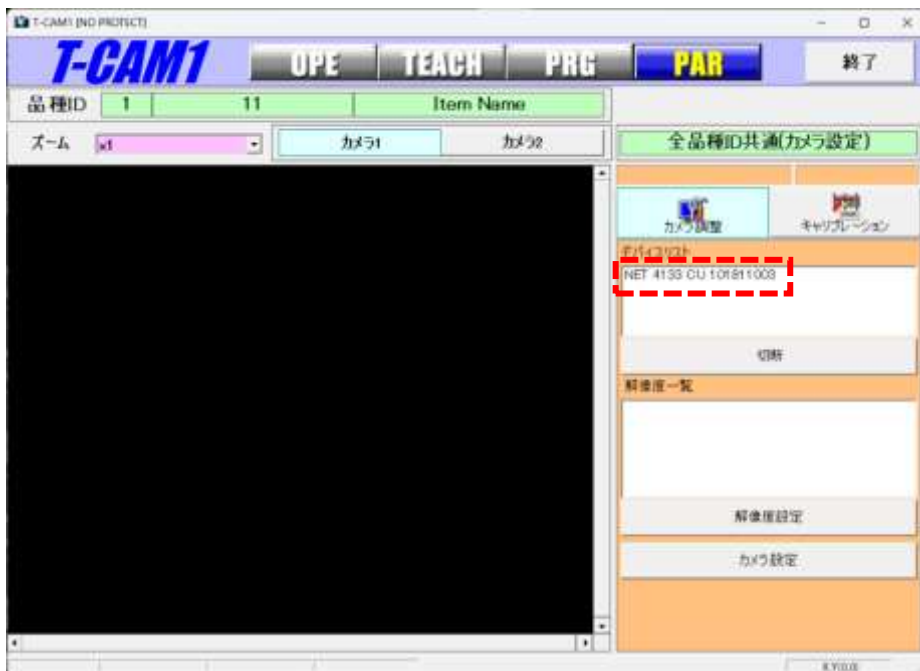 T-CAM1 [NO PROTECT]
T-CAM1 OPE TEACH PRG PAR 終了
品種ID 1 11 Item Name
ズーム x1 カメラ1 カメラ2 全品種ID共通(カメラ設定)
カメラ調整 キャリブレーション
デバイスリスト
NET 4133 CU 101811003
切断
解像度一覧
解像度設定
カメラ設定
X,Y(0,0)